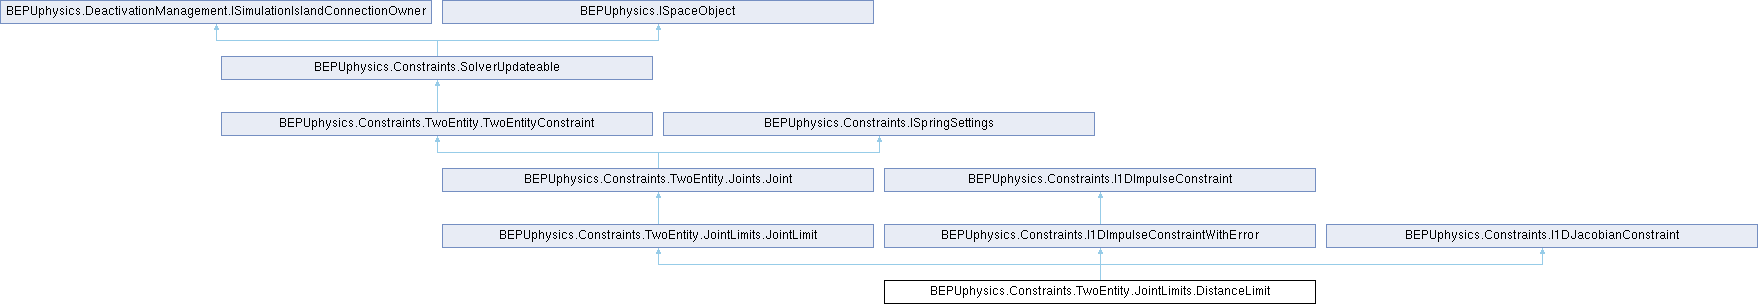 BEPUphysics.DeactivationManagement.ISimulationIslandConnectionOwner
BEPUphysics.ISpaceObject
BEPUphysics.Constraints.SolverUpdateable
BEPUphysics.Constraints.TwoEntity.TwoEntityConstraint
BEPUphysics.Constraints.ISpringSettings
BEPUphysics.Constraints.TwoEntity.Joints.Joint
BEPUphysics.Constraints.I1DImpulseConstraint
BEPUphysics.Constraints.TwoEntity.JointLimits.JointLimit
BEPUphysics.Constraints.I1DImpulseConstraintWithError
BEPUphysics.Constraints.I1DJacobianConstraint
BEPUphysics.Constraints.TwoEntity.JointLimits.DistanceLimit